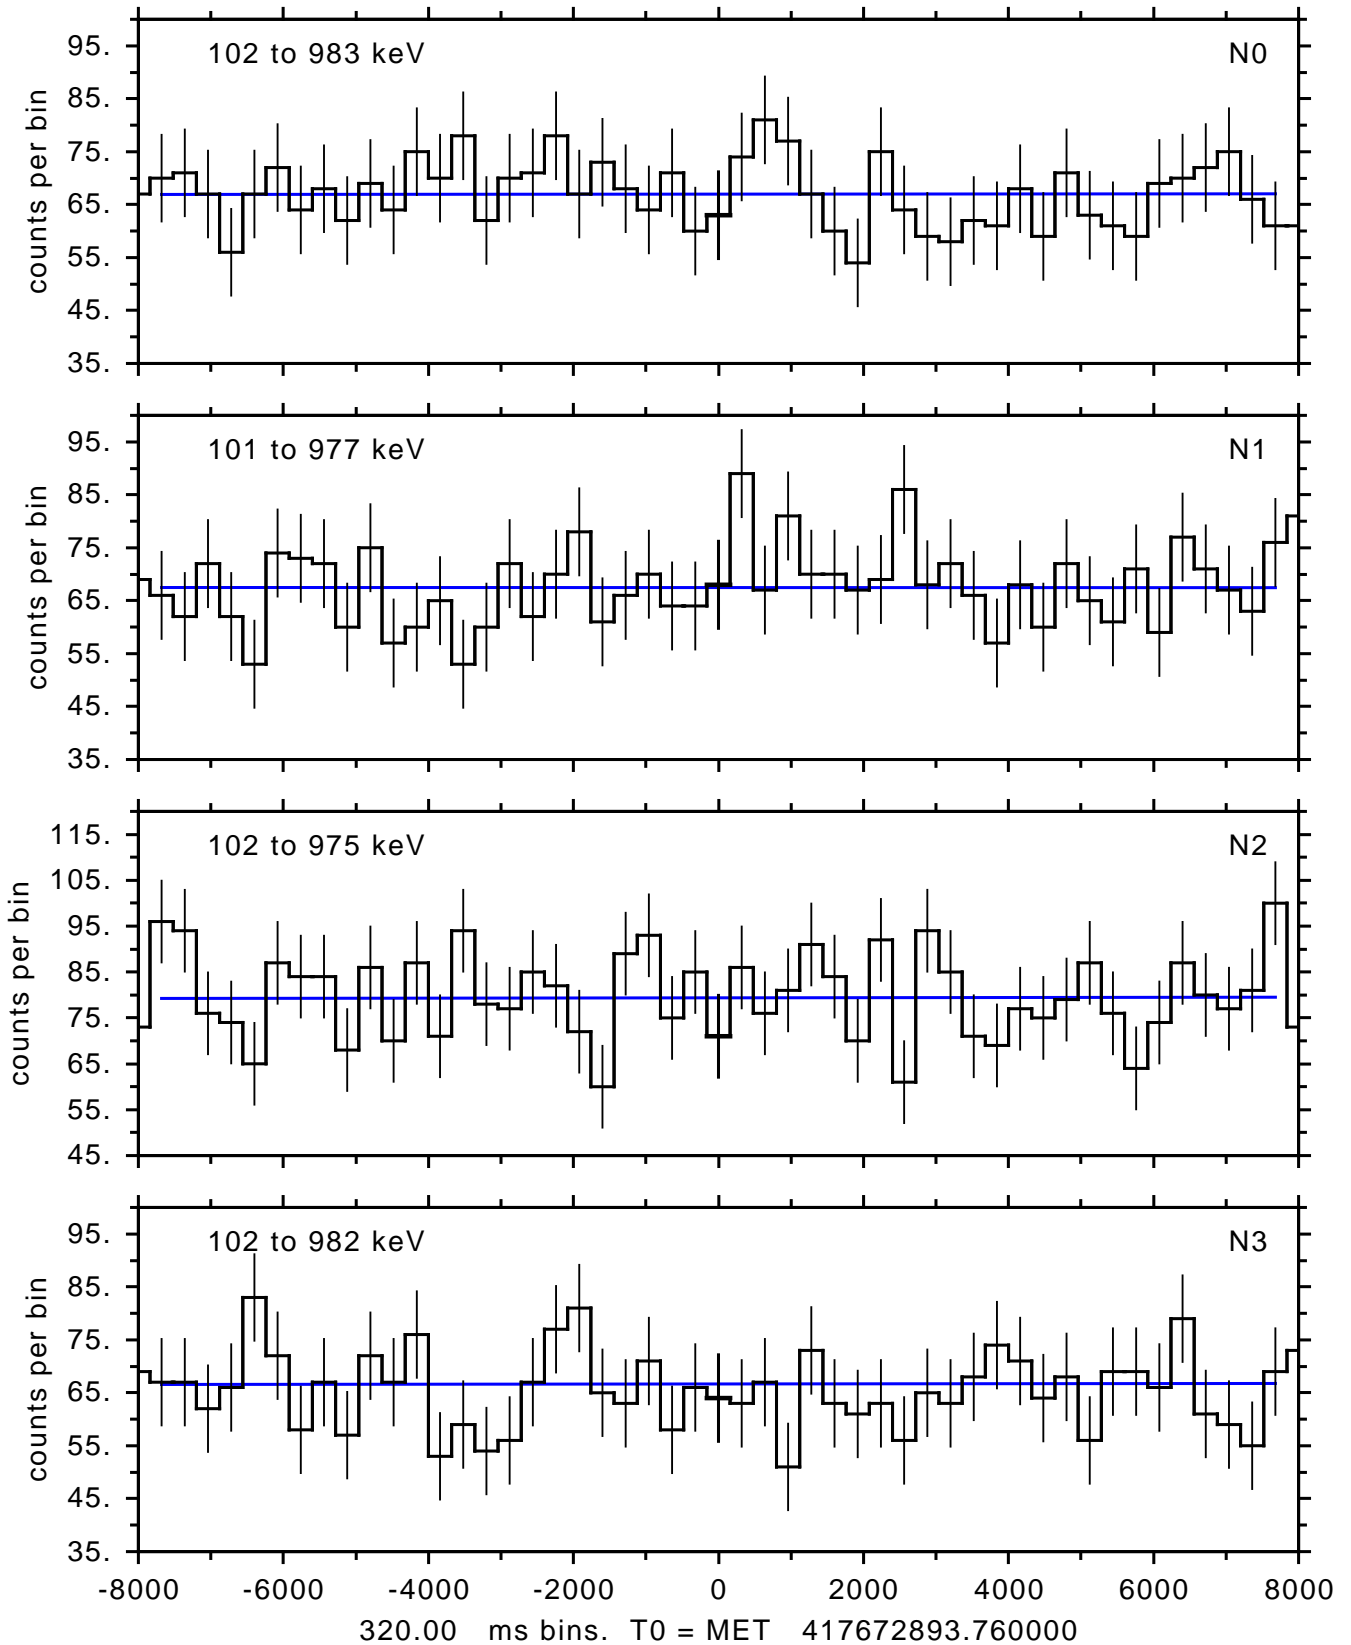 102 to 983 keV N0
95.
85.
75.
65.
55.
45.
35.
counts per bin
101 to 977 keV N1
95.
85.
75.
65.
55.
45.
35.
counts per bin
102 to 975 keV N2
115.
105.
95.
85.
75.
65.
55.
45.
counts per bin
102 to 982 keV N3
95.
85.
75.
65.
55.
45.
35.
counts per bin
-8000 -6000 -4000 -2000 0 2000 4000 6000 8000
320.00 ms bins. T0 = MET 417672893.760000